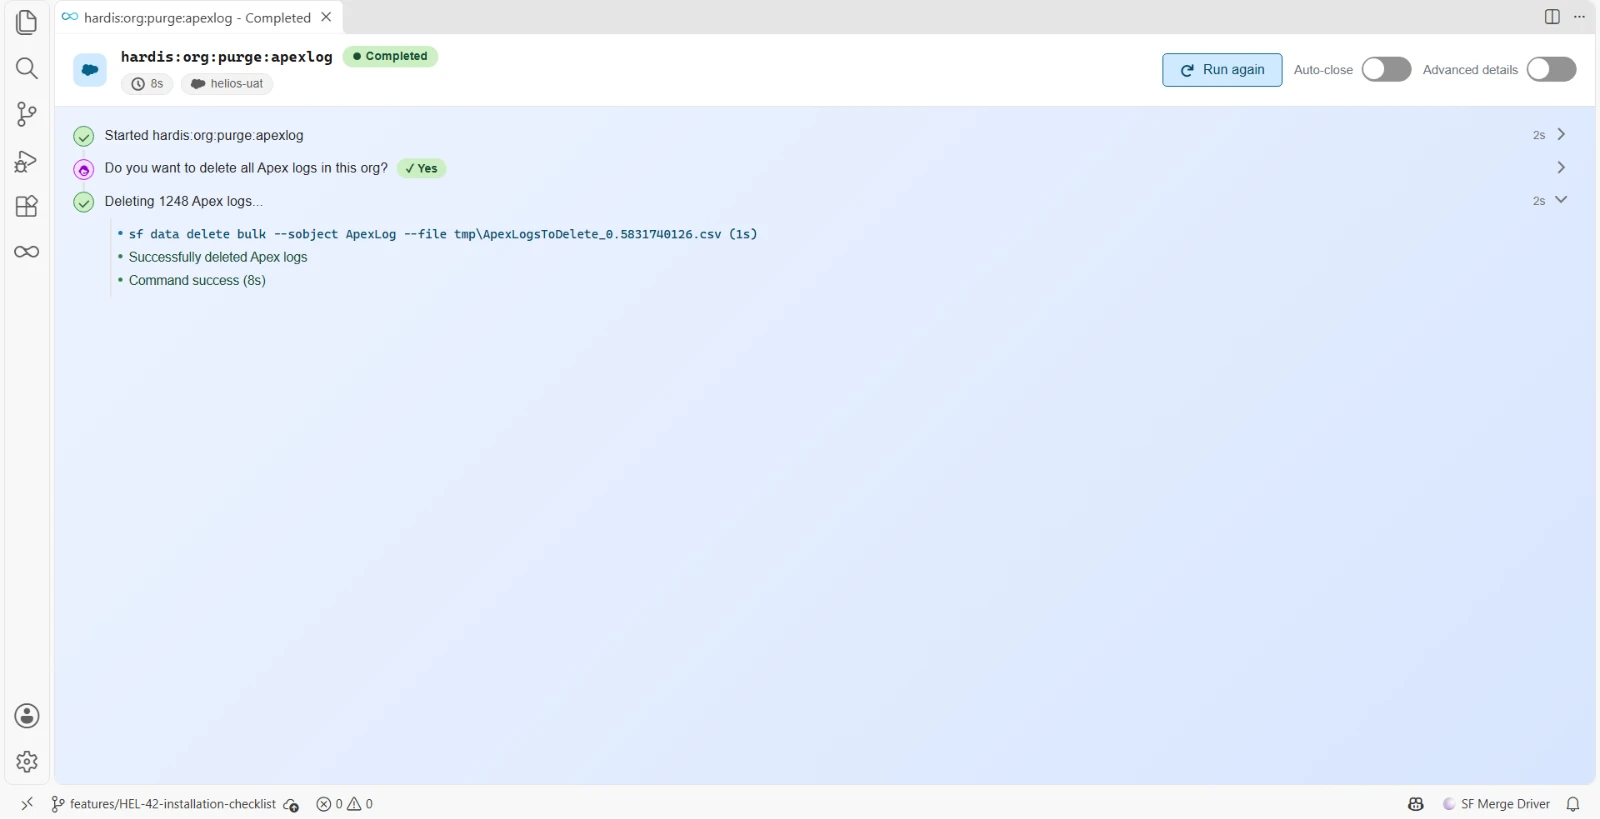 hardis:org:purge:apexlog - Completed
hardis:org:purge:apexlog
Completed
8s
helios-uat
Run again
Auto-close
Advanced details
Started hardis:org:purge:apexlog
2s
Do you want to delete all Apex logs in this org?
✓ Yes
Deleting 1248 Apex logs...
2s
• sf data delete bulk --sobject ApexLog --file tmp\ApexLogsToDelete_0.5831740126.csv (1s)
• Successfully deleted Apex logs
• Command success (8s)
features/HEL-42-installation-checklist
0
0
SF Merge Driver